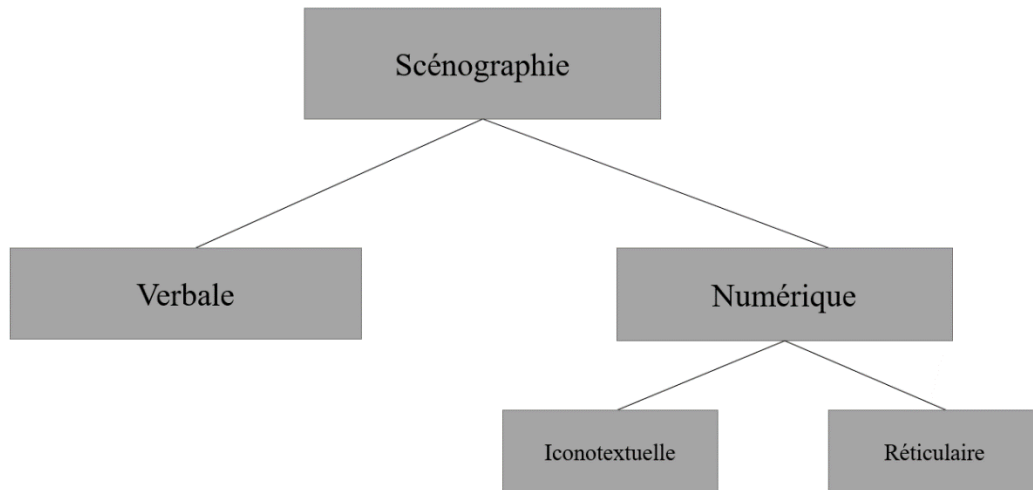 Scénographie
Verbale
Numérique
Iconotextuelle
Réticulaire